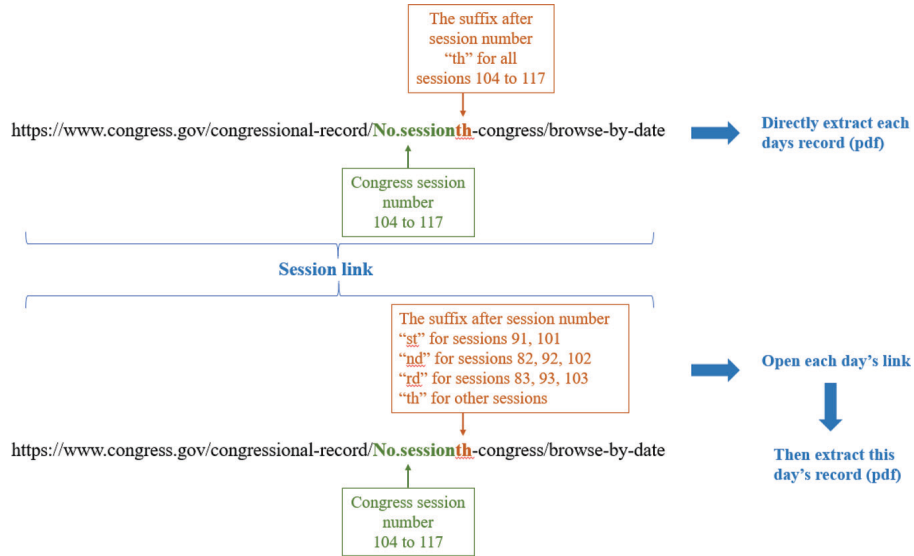 The suffix after
session number
“th” for all
sessions 104 to 117
https://www.congress.gov/congressional-record/No.sessionth-congress/browse-by-date
Directly extract each
days record (pdf)
Congress session
number
104 to 117
Session link
The suffix after session number
“st” for sessions 91, 101
“nd” for sessions 82, 92, 102
“rd” for sessions 83, 93, 103
“th” for other sessions
Open each day’s link
https://www.congress.gov/congressional-record/No.sessionth-congress/browse-by-date
Then extract this
day’s record (pdf)
Congress session
number
104 to 117